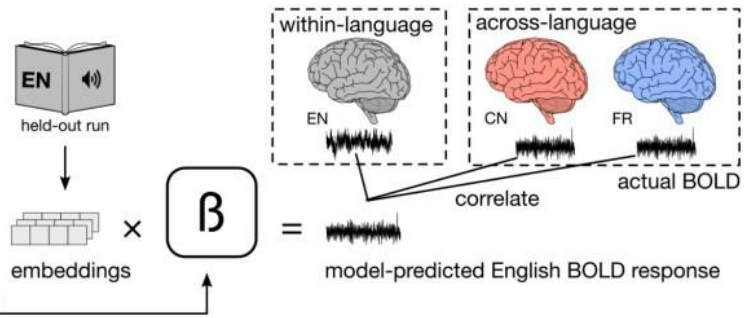 within-language
across-language
EN
held-out run
EN
CN
FR
actual BOLD
correlate
embeddings
×
β
=
model-predicted English BOLD response